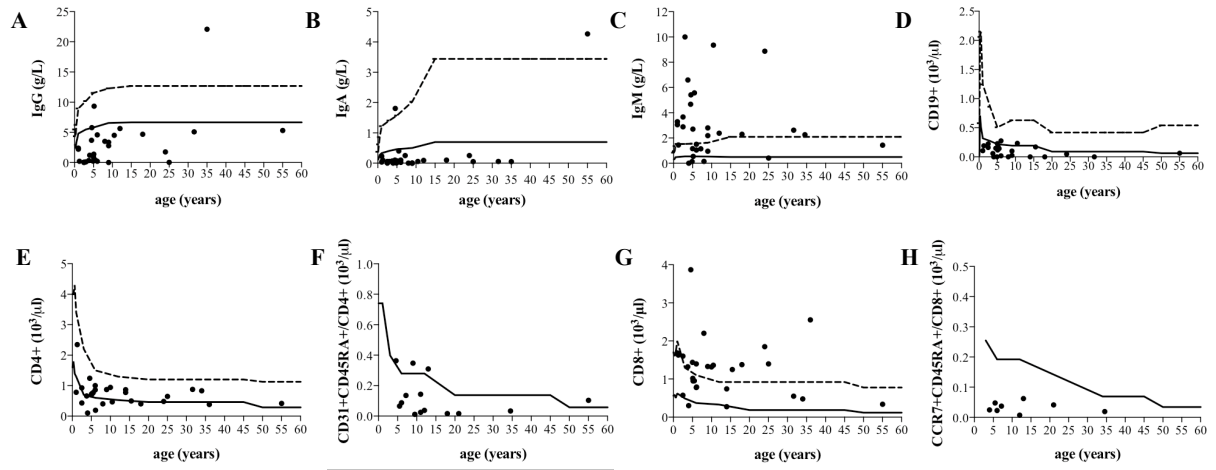 A
IgG (g/L)
25
20
15
10
5
0
0 5 10 15 20 25 30 35 40 45 50 55 60
age (years)
B
IgA (g/L)
5
4
3
2
1
0
0 5 10 15 20 25 30 35 40 45 50 55 60
age (years)
C
IgM (g/L)
12
10
8
6
4
2
0
0 5 10 15 20 25 30 35 40 45 50 55 60
age (years)
D
CD19+ (10³/µl)
2.5
2.0
1.5
1.0
0.5
0.0
0 5 10 15 20 25 30 35 40 45 50 55 60
age (years)
E
CD4+ (10³/µl)
5
4
3
2
1
0
0 5 10 15 20 25 30 35 40 45 50 55 60
age (years)
F
CD31+CD45RA+/CD4+ (10³/µl)
1.0
0.8
0.6
0.4
0.2
0.0
0 5 10 15 20 25 30 35 40 45 50 55 60
age (years)
G
CD8+ (10³/µl)
4
3
2
1
0
0 5 10 15 20 25 30 35 40 45 50 55 60
age (years)
H
CCR7+CD45RA+/CD8+ (10³/µl)
0.5
0.4
0.3
0.2
0.1
0.0
0 5 10 15 20 25 30 35 40 45 50 55 60
age (years)